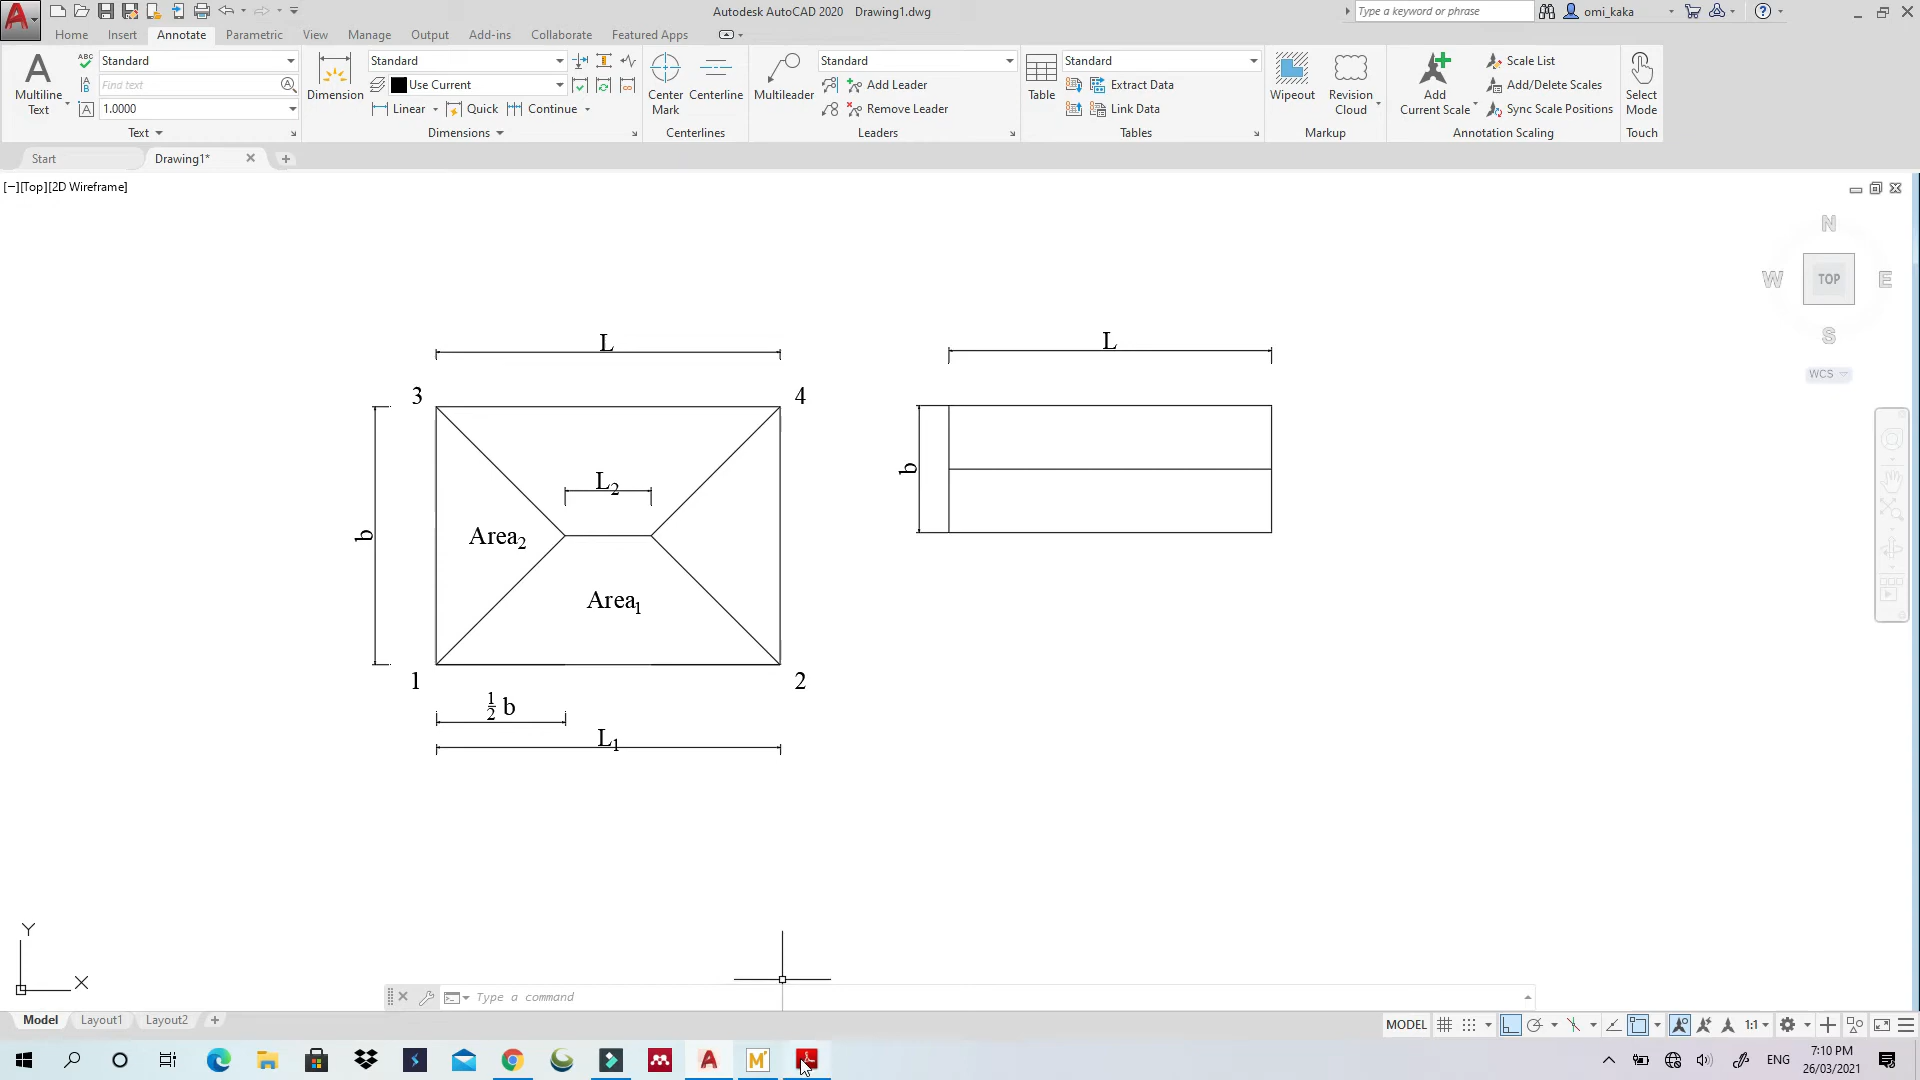 Autodesk AutoCAD 2020 Drawing1.dwg
Type a keyword or phrase
omi_kaka
Home Insert Annotate Parametric View Manage Output Add-ins Collaborate Featured Apps
Standard
Find text
1.0000
Multiline Text
Text
Dimension
Standard
Use Current
Linear Quick Continue
Dimensions
Center Mark
Centerline
Centerlines
Multileader
Standard
Add Leader
Remove Leader
Leaders
Table
Standard
Extract Data
Link Data
Tables
Wipeout
Revision Cloud
Markup
Add Current Scale
Scale List
Add/Delete Scales
Sync Scale Positions
Annotation Scaling
Select Mode
Touch
Start Drawing1*
[−][Top][2D Wireframe]
N
W TOP E
S
WCS
L L
3 4
L2
b
b
Area2
Area1
1 2
1/2 b
L1
Y
X
Type a command
Model Layout1 Layout2
MODEL 1:1
ENG
7:10 PM
26/03/2021